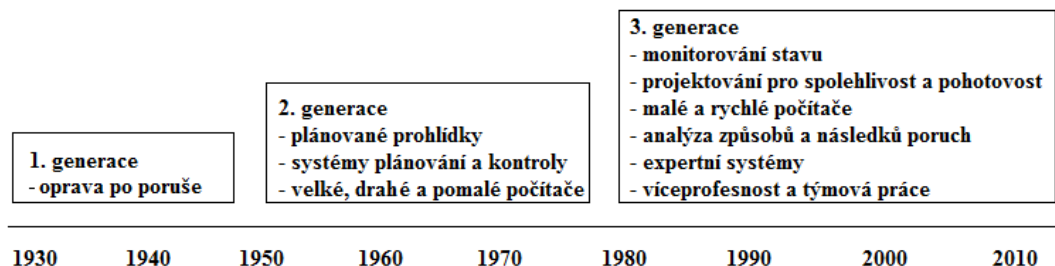 1. generace
- oprava po poruše
2. generace
- plánované prohlídky
- systémy plánování a kontroly
- velké, drahé a pomalé počítače
3. generace
- monitorování stavu
- projektování pro spolehlivost a pohotovost
- malé a rychlé počítače
- analýza způsobů a následků poruch
- expertní systémy
- víceprofesnost a týmová práce
1930 1940 1950 1960 1970 1980 1990 2000 2010